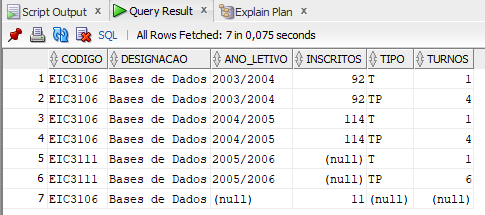 Script Output x Query Result x Explain Plan x
SQL | All Rows Fetched: 7 in 0,075 seconds
CODIGO DESIGNACAO ANO_LETIVO INSCRITOS TIPO TURNOS
1 EIC3106 Bases de Dados 2003/2004 92 T 1
2 EIC3106 Bases de Dados 2003/2004 92 TP 4
3 EIC3106 Bases de Dados 2004/2005 114 T 1
4 EIC3106 Bases de Dados 2004/2005 114 TP 4
5 EIC3111 Bases de Dados 2005/2006 (null) T 1
6 EIC3111 Bases de Dados 2005/2006 (null) TP 6
7 EIC3106 Bases de Dados (null) 11 (null) (null)